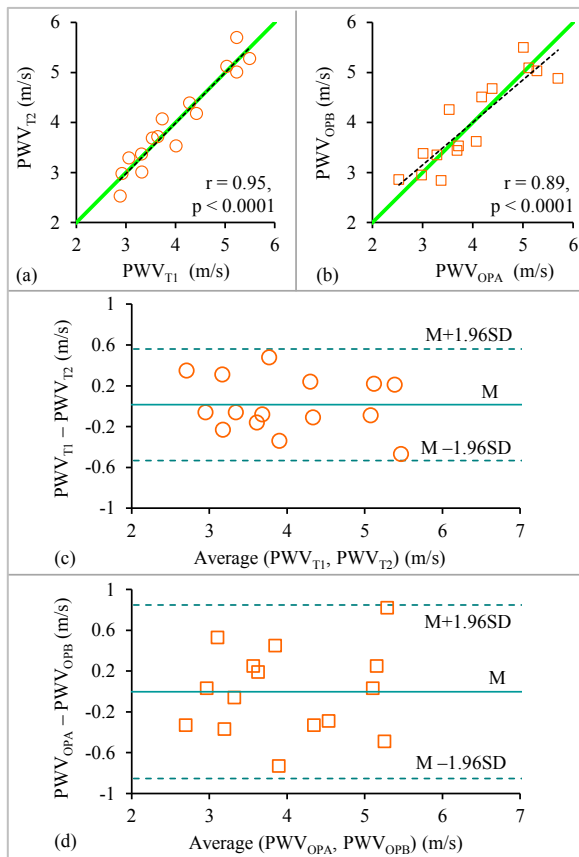 6
5
4
3
2
PWV_T2 (m/s)
2 3 4 5 6
r = 0.95,
p < 0.0001
(a) PWV_T1 (m/s)
6
5
4
3
2
PWV_OPB (m/s)
2 3 4 5 6
r = 0.89,
p < 0.0001
(b) PWV_OPA (m/s)
1
0.6
0.2
-0.2
-0.6
-1
PWV_T1 – PWV_T2 (m/s)
M+1.96SD
M
M –1.96SD
2 3 4 5 6 7
(c) Average (PWV_T1, PWV_T2) (m/s)
1
0.6
0.2
-0.2
-0.6
-1
PWV_OPA – PWV_OPB (m/s)
M+1.96SD
M
M –1.96SD
2 3 4 5 6 7
(d) Average (PWV_OPA, PWV_OPB) (m/s)